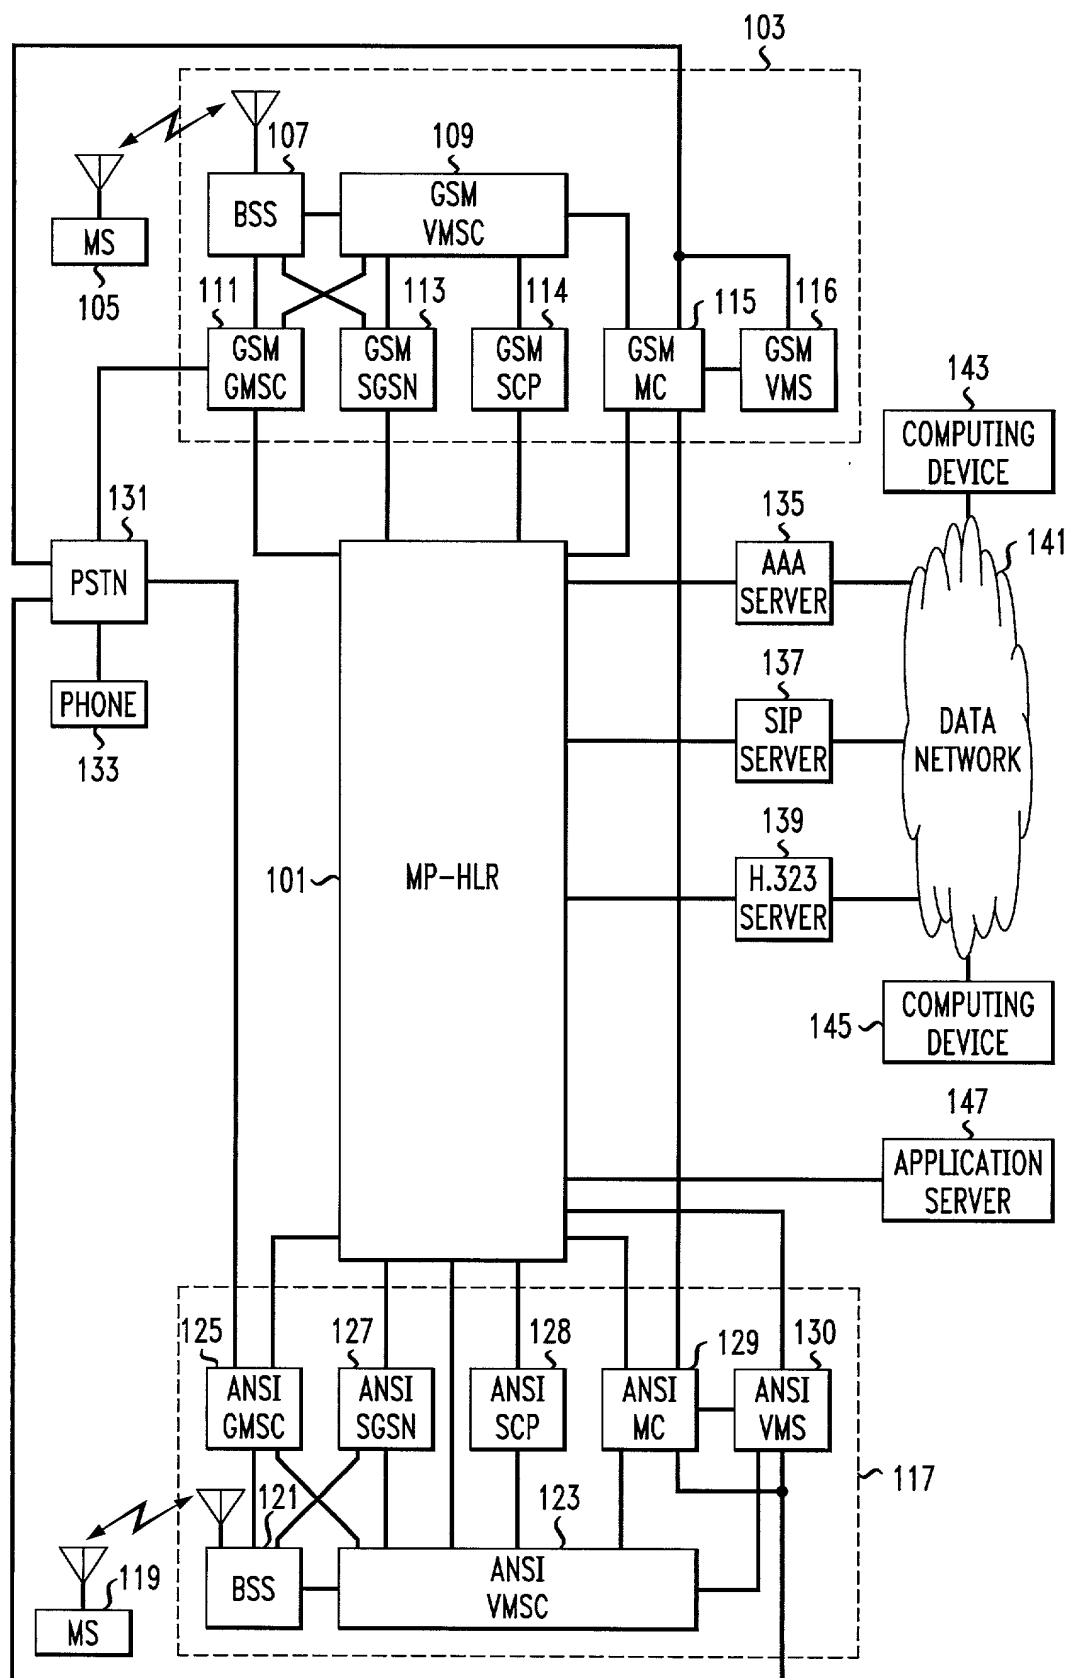 103
107
109
BSS
GSM
VMSC
MS
105
111
113
114
115
116
GSM
GMSC
GSM
SGSN
GSM
SCP
GSM
MC
GSM
VMS
143
COMPUTING
DEVICE
131
PSTN
135
AAA
SERVER
141
PHONE
133
137
SIP
SERVER
DATA
NETWORK
101
MP-HLR
139
H.323
SERVER
145
COMPUTING
DEVICE
147
APPLICATION
SERVER
125
127
128
129
130
ANSI
GMSC
ANSI
SGSN
ANSI
SCP
ANSI
MC
ANSI
VMS
117
121
123
119
MS
BSS
ANSI
VMSC